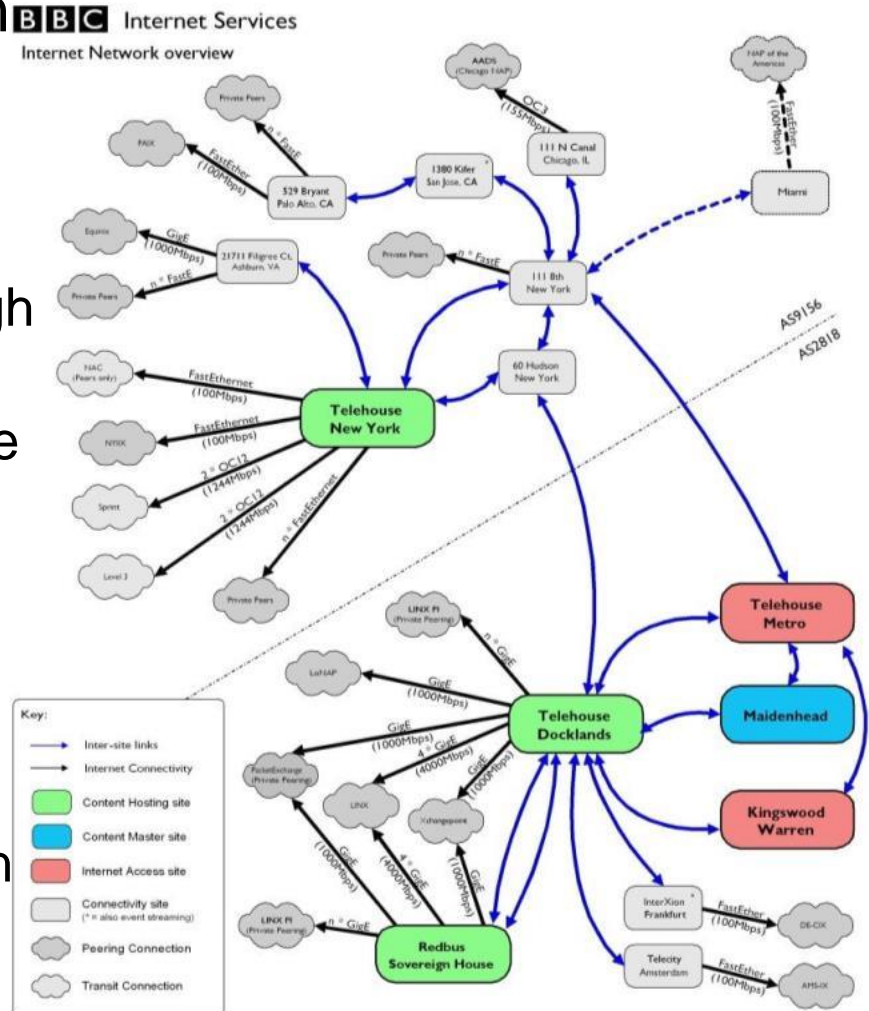 BBC Internet Services
Internet Network overview
gh
e
Private Peers
PAIX
n * FastE
FastEther
(100Mbps)
529 Bryant
Palo Alto, CA
1380 Kifer *
San Jose, CA
AADS
(Chicago NAP)
OC3
(155Mbps)
111 N Canal
Chicago, IL
NAP of the
Americas
FastEther
(100Mbps)
Miami
Equinix
GigE
(1000Mbps)
n * FastE
Private Peers
21711 Filigree Ct,
Ashburn, VA
Private Peers
n * FastE
111 8th
New York
60 Hudson
New York
AS9156
AS2818
NAC
(Peers only)
FastEthernet
(100Mbps)
NYIIX
FastEthernet
(100Mbps)
Sprint
2 * OC12
(1244Mbps)
Level 3
2 * OC12
(1244Mbps)
n * FastEthernet
Private Peers
Telehouse
New York
LINX PI
(Private Peering)
n * GigE
LoNAP
GigE
(1000Mbps)
GigE
(1000Mbps)
4 * GigE
(4000Mbps)
GigE
(1000Mbps)
PacketExchange
(Private Peering)
LINX
Xchangepoint
Telehouse
Docklands
Telehouse
Metro
Maidenhead
Kingswood
Warren
GigE
(1000Mbps)
4 * GigE
(4000Mbps)
GigE
(1000Mbps)
LINX PI
(Private Peering)
n * GigE
Redbus
Sovereign House
InterXion *
Frankfurt
FastEther
(100Mbps)
DE-CIX
Telecity
Amsterdam
FastEther
(100Mbps)
AMS-IX
Key:
Inter-site links
Internet Connectivity
Content Hosting site
Content Master site
Internet Access site
Connectivity site
(* = also event streaming)
Peering Connection
Transit Connection